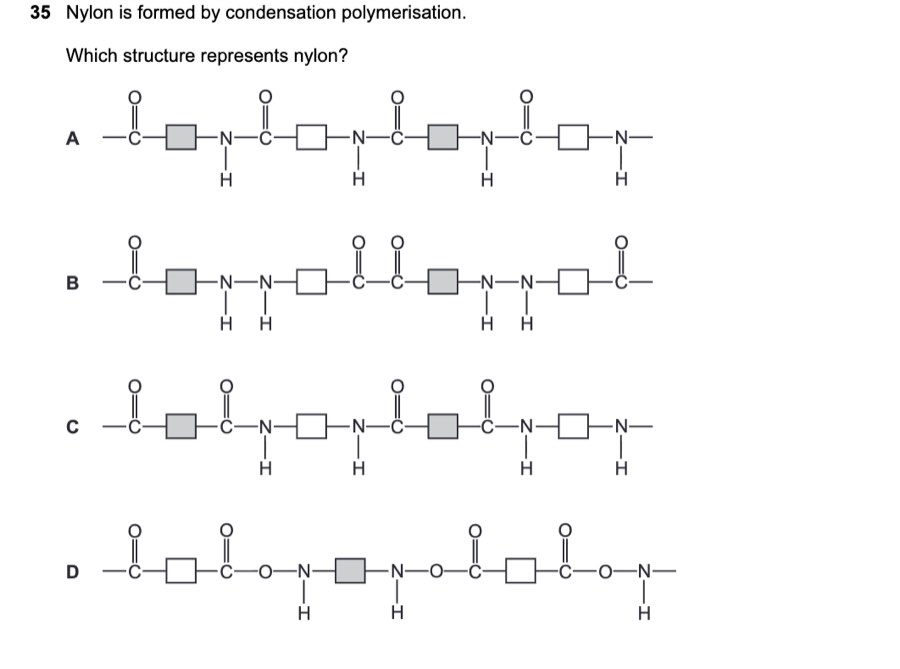 35 Nylon is formed by condensation polymerisation.
Which structure represents nylon?
O O O O
A C N C N C N C N
H H H H
O O O O
B C N N C C N N C
H H H H
O O O O
C C C N N C C N N
H H H H
O O O O
D C C O N N O C C O N
H H H